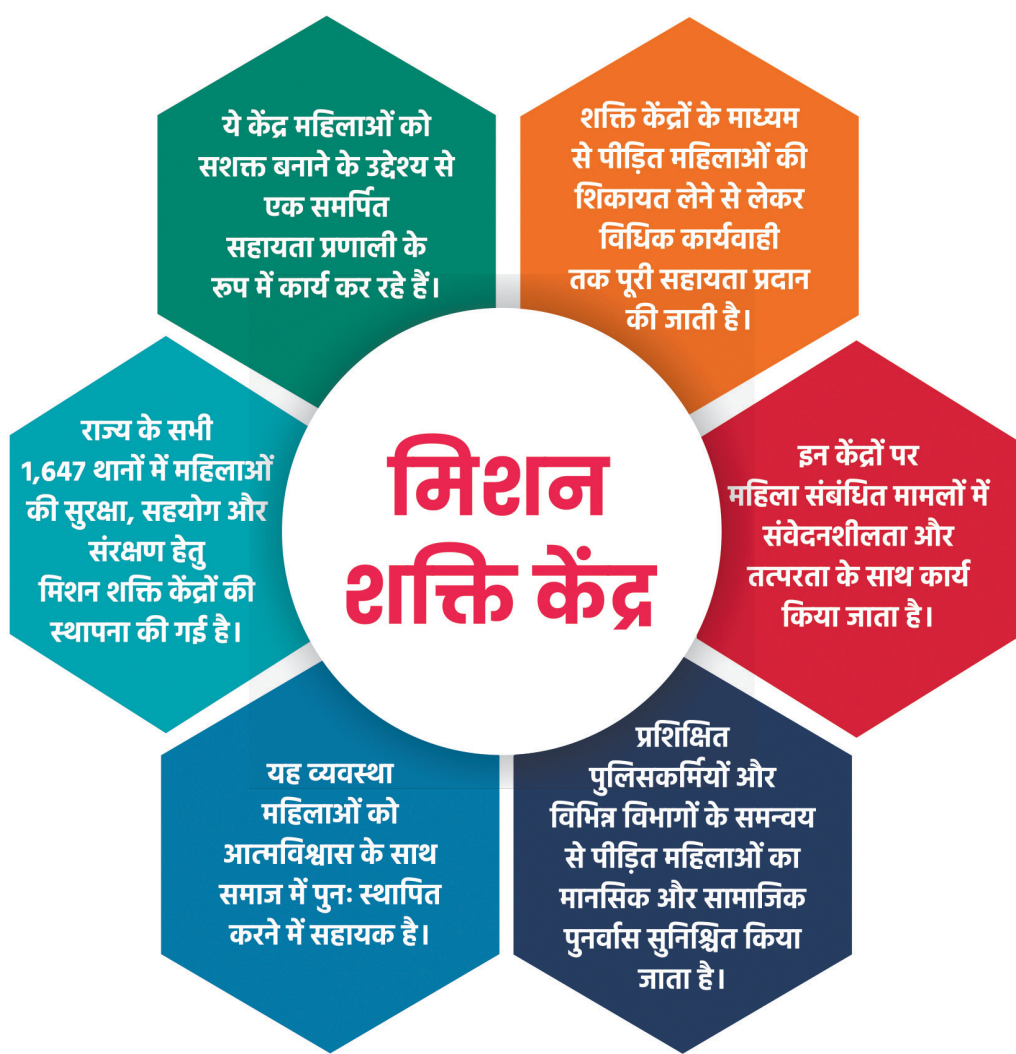 ये केंद्र महिलाओं को
सशक्त बनाने के उद्देश्य से
एक समर्पित
सहायता प्रणाली के
रूप में कार्य कर रहे हैं।
शक्ति केंद्रों के माध्यम
से पीड़ित महिलाओं की
शिकायत लेने से लेकर
विधिक कार्यवाही
तक पूरी सहायता प्रदान
की जाती है।
राज्य के सभी
1,647 थानों में महिलाओं
की सुरक्षा, सहयोग और
संरक्षण हेतु
मिशन शक्ति केंद्रों की
स्थापना की गई है।
मिशन
शक्ति केंद्र
इन केंद्रों पर
महिला संबंधित मामलों में
संवेदनशीलता और
तत्परता के साथ कार्य
किया जाता है।
यह व्यवस्था
महिलाओं को
आत्मविश्वास के साथ
समाज में पुनः स्थापित
करने में सहायक है।
प्रशिक्षित
पुलिसकर्मियों और
विभिन्न विभागों के समन्वय
से पीड़ित महिलाओं का
मानसिक और सामाजिक
पुनर्वास सुनिश्चित किया
जाता है।